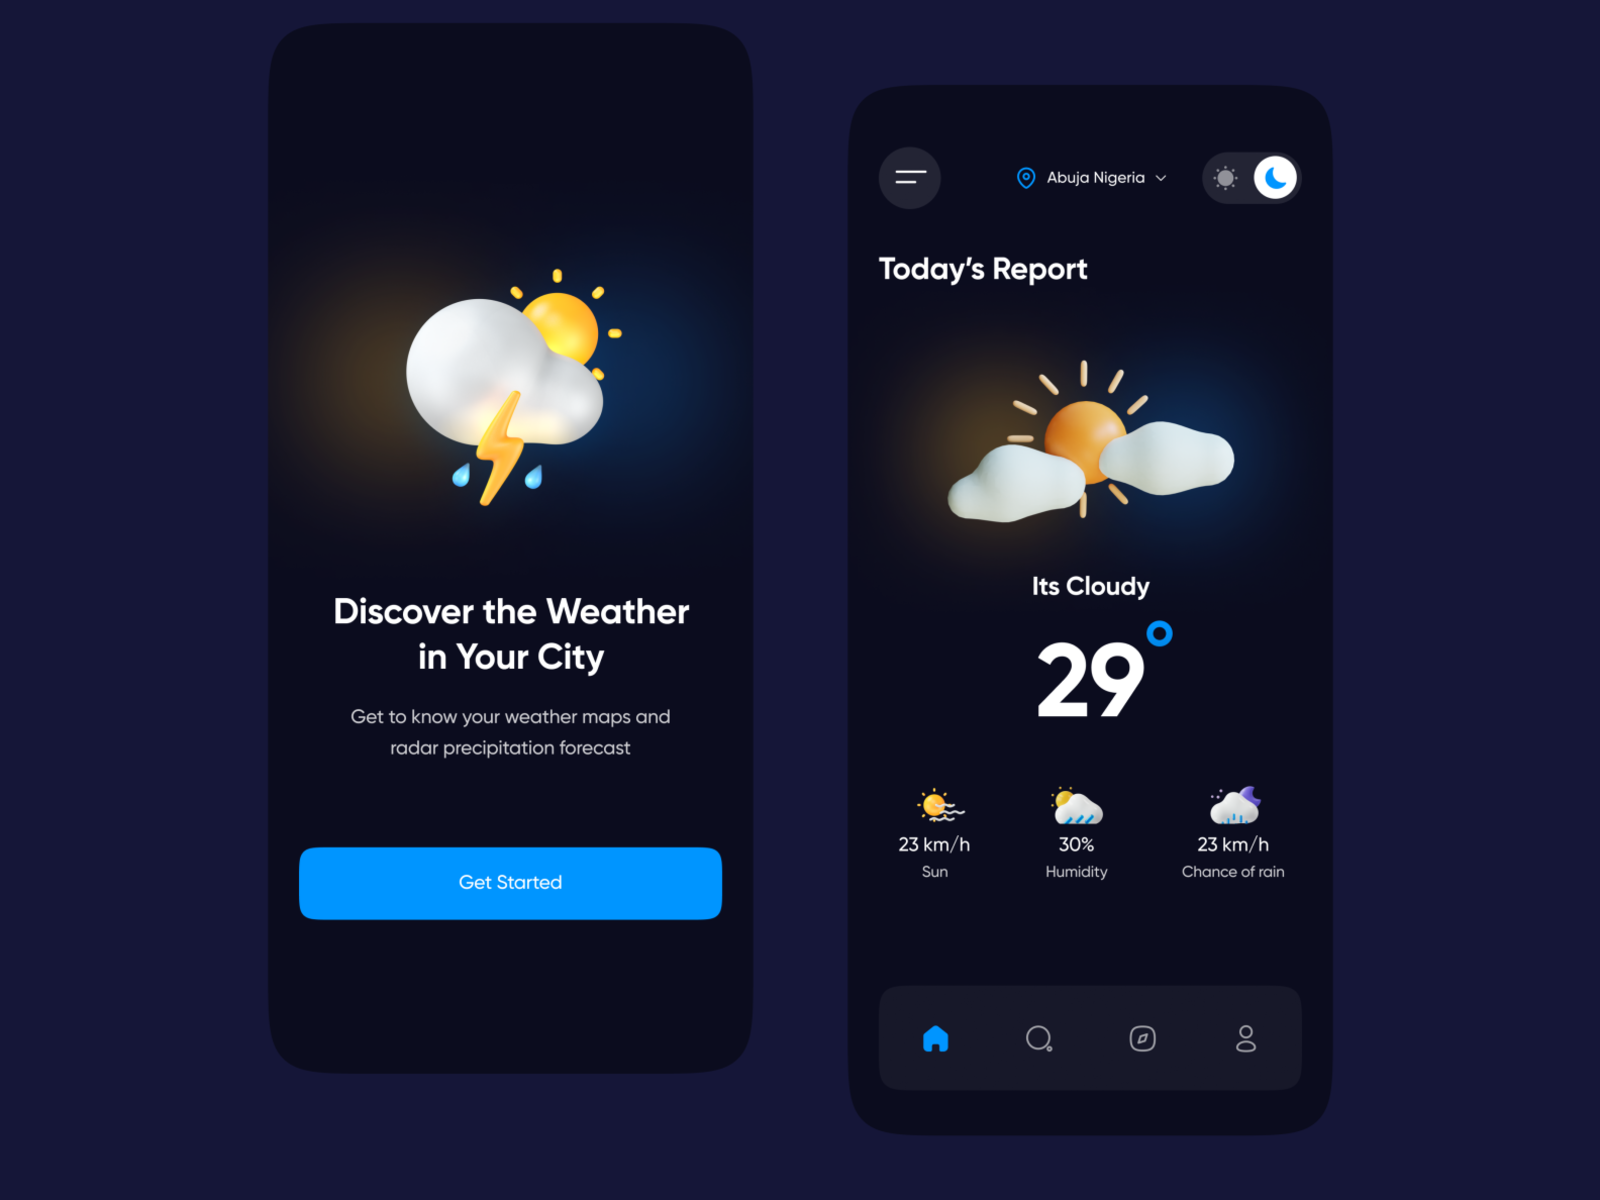 Discover the Weather
in Your City
Get to know your weather maps and
radar precipitation forecast
Get Started
Abuja Nigeria
Today’s Report
Its Cloudy
29°
23 km/h
Sun
30%
Humidity
23 km/h
Chance of rain